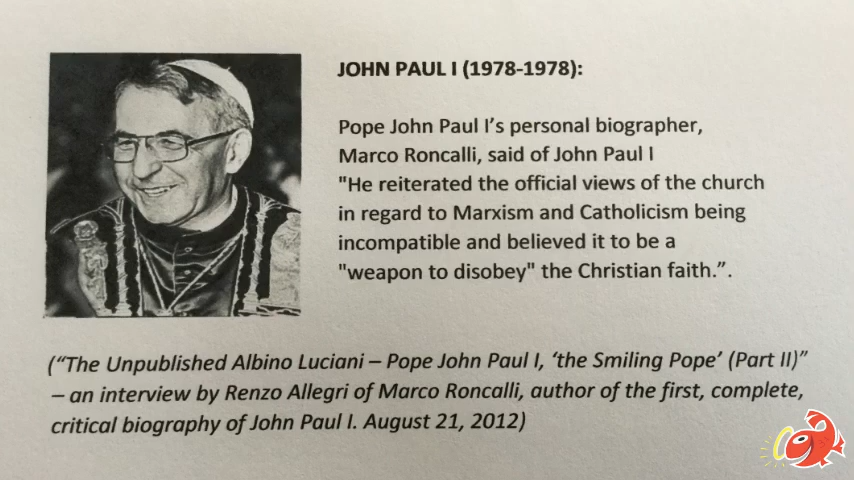 JOHN PAUL I (1978-1978):
Pope John Paul I’s personal biographer,
Marco Roncalli, said of John Paul I
"He reiterated the official views of the church
in regard to Marxism and Catholicism being
incompatible and believed it to be a
"weapon to disobey" the Christian faith.”.
(“The Unpublished Albino Luciani – Pope John Paul I, ‘the Smiling Pope’ (Part II)”
– an interview by Renzo Allegri of Marco Roncalli, author of the first, complete,
critical biography of John Paul I. August 21, 2012)